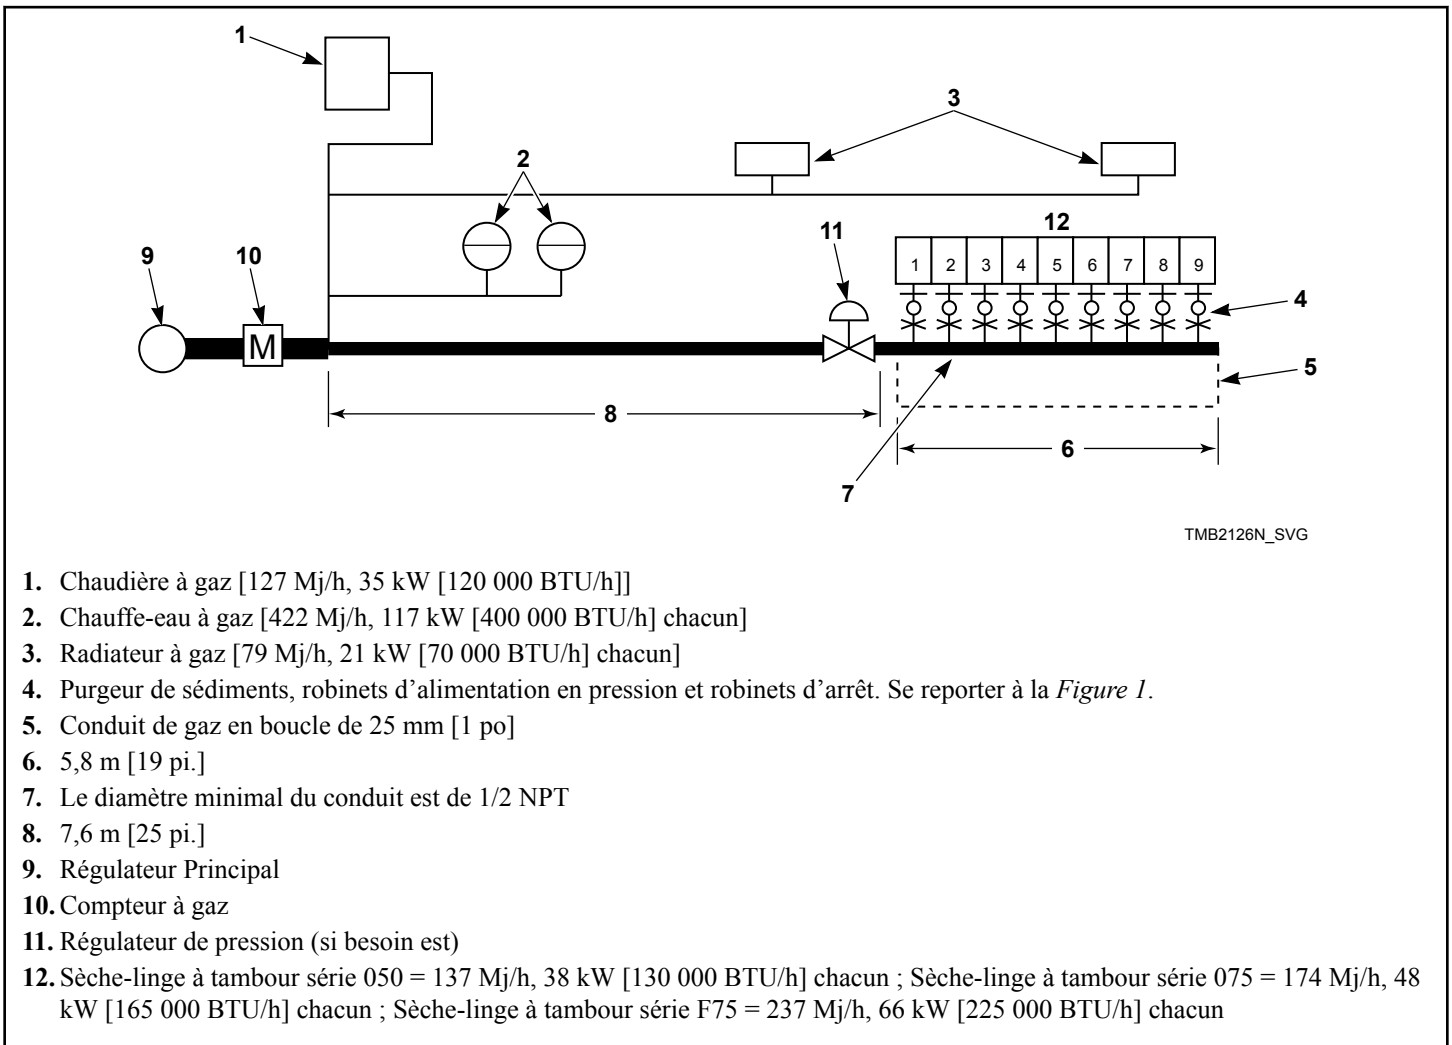 1
3
2
12
11
9
10
1 2 3 4 5 6 7 8 9
4
M
5
8
6
7
TMB2126N_SVG
1. Chaudière à gaz [127 Mj/h, 35 kW [120 000 BTU/h]]
2. Chauffe-eau à gaz [422 Mj/h, 117 kW [400 000 BTU/h] chacun]
3. Radiateur à gaz [79 Mj/h, 21 kW [70 000 BTU/h] chacun]
4. Purgeur de sédiments, robinets d’alimentation en pression et robinets d’arrêt. Se reporter à la Figure 1.
5. Conduit de gaz en boucle de 25 mm [1 po]
6. 5,8 m [19 pi.]
7. Le diamètre minimal du conduit est de 1/2 NPT
8. 7,6 m [25 pi.]
9. Régulateur Principal
10. Compteur à gaz
11. Régulateur de pression (si besoin est)
12. Sèche-linge à tambour série 050 = 137 Mj/h, 38 kW [130 000 BTU/h] chacun ; Sèche-linge à tambour série 075 = 174 Mj/h, 48
kW [165 000 BTU/h] chacun ; Sèche-linge à tambour série F75 = 237 Mj/h, 66 kW [225 000 BTU/h] chacun